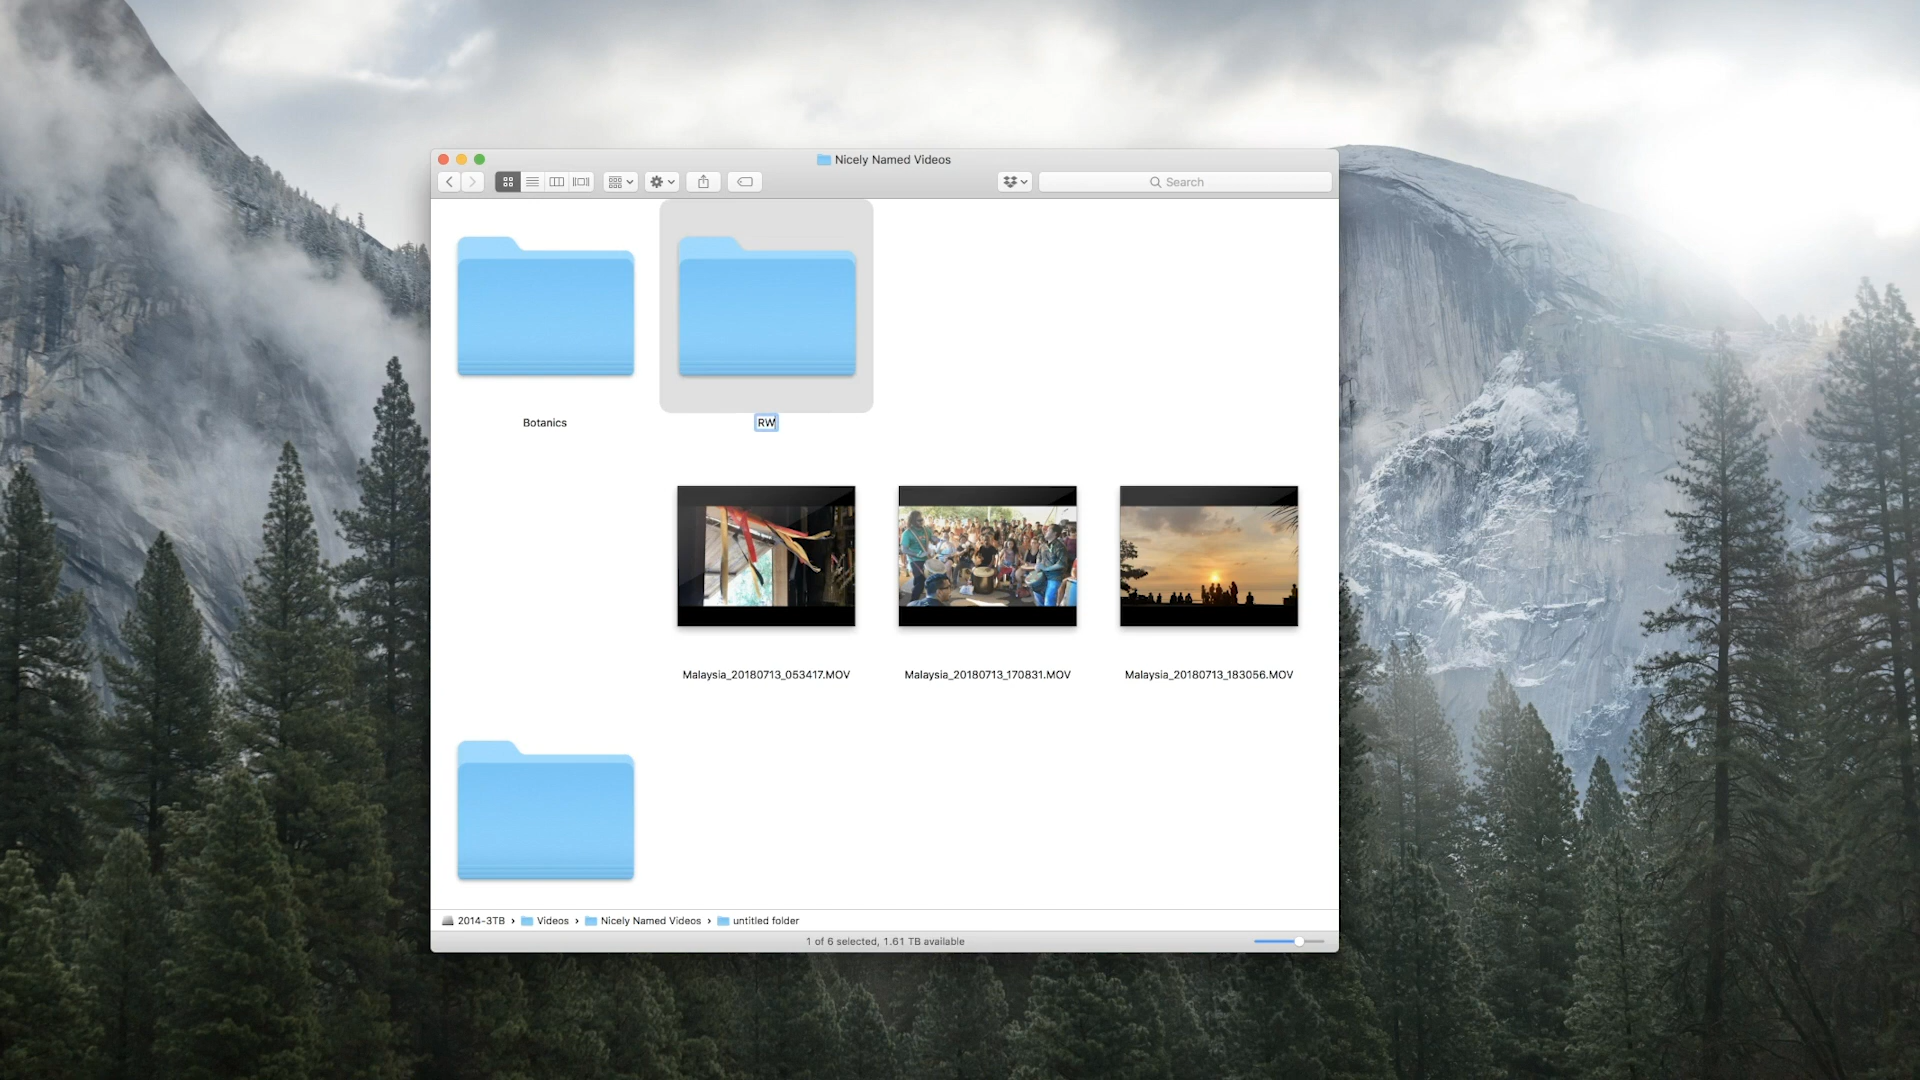 Nicely Named Videos
Search
Botanics
RW
Malaysia_20180713_053417.MOV
Malaysia_20180713_170831.MOV
Malaysia_20180713_183056.MOV
2014-3TB › Videos › Nicely Named Videos › untitled folder
1 of 6 selected, 1.61 TB available